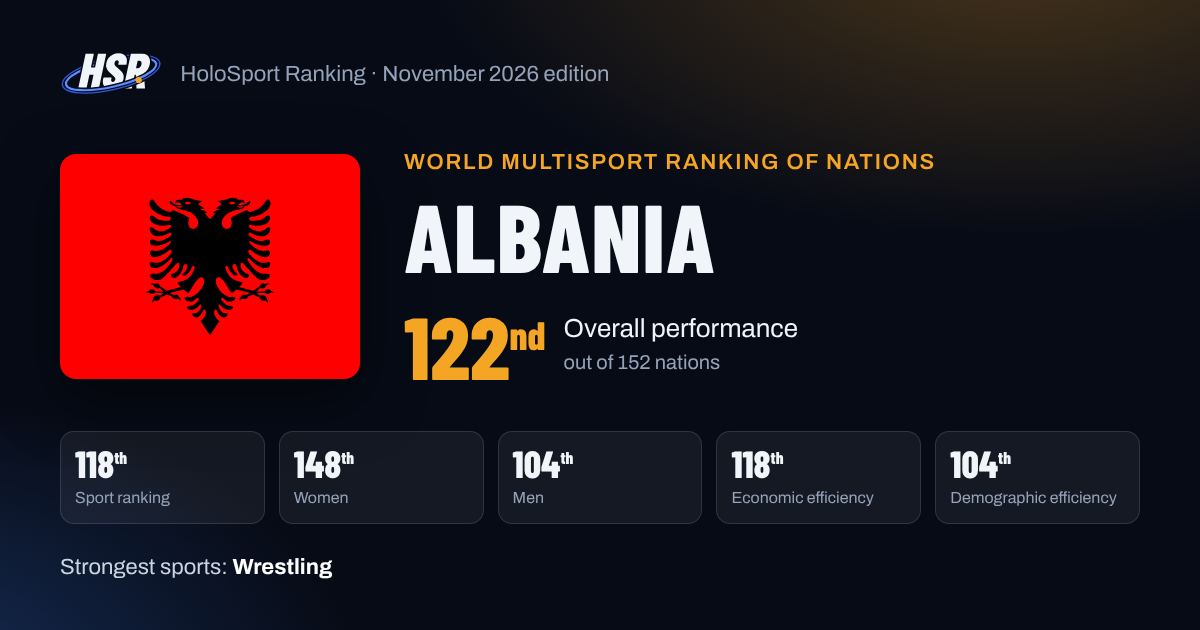 HSR
HoloSport Ranking · November 2026 edition
WORLD MULTISPORT RANKING OF NATIONS
ALBANIA
122nd
Overall performance
out of 152 nations
118th
Sport ranking
148th
Women
104th
Men
118th
Economic efficiency
104th
Demographic efficiency
Strongest sports: Wrestling